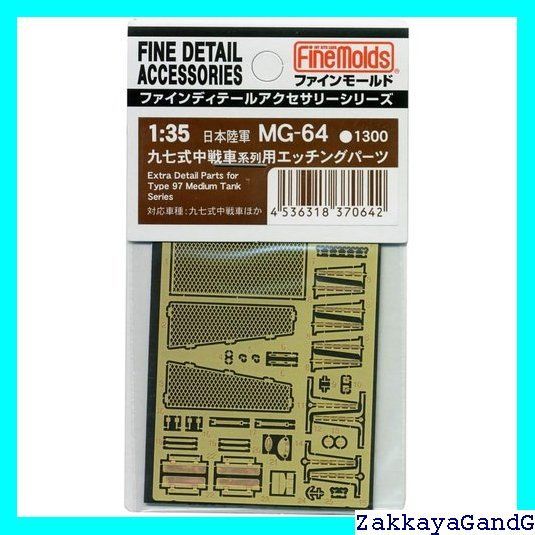 FINE DETAIL
ACCESSORIES
FineMolds
ファインモールド
ファインディテールアクセサリーシリーズ
1:35 日本陸軍 MG-64 ●1300
九七式中戦車系列用エッチングパーツ
Extra Detail Parts for
Type 97 Medium Tank
Series
対応車種:九七式中戦車ほか
4 536318 370642
ZakkayaGandG